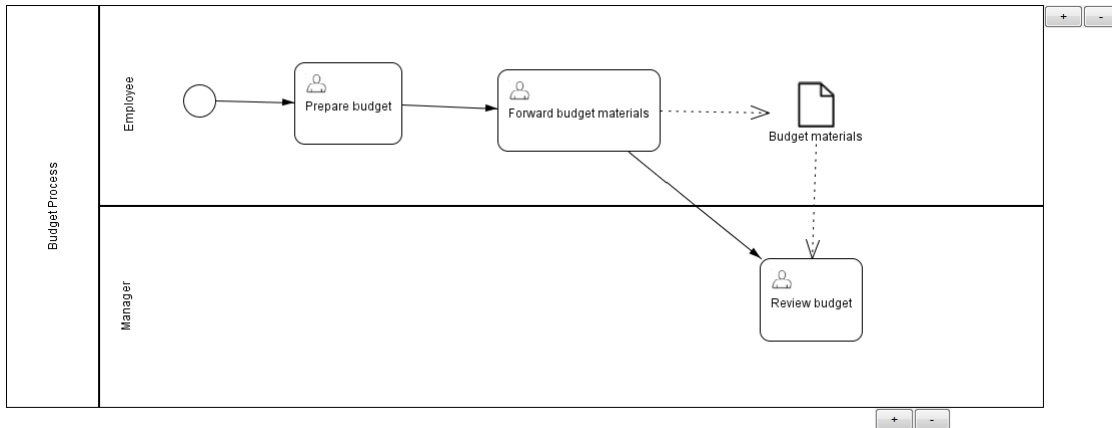 + -
Budget Process
Employee
Prepare budget
Forward budget materials
Budget materials
Manager
Review budget
+ -